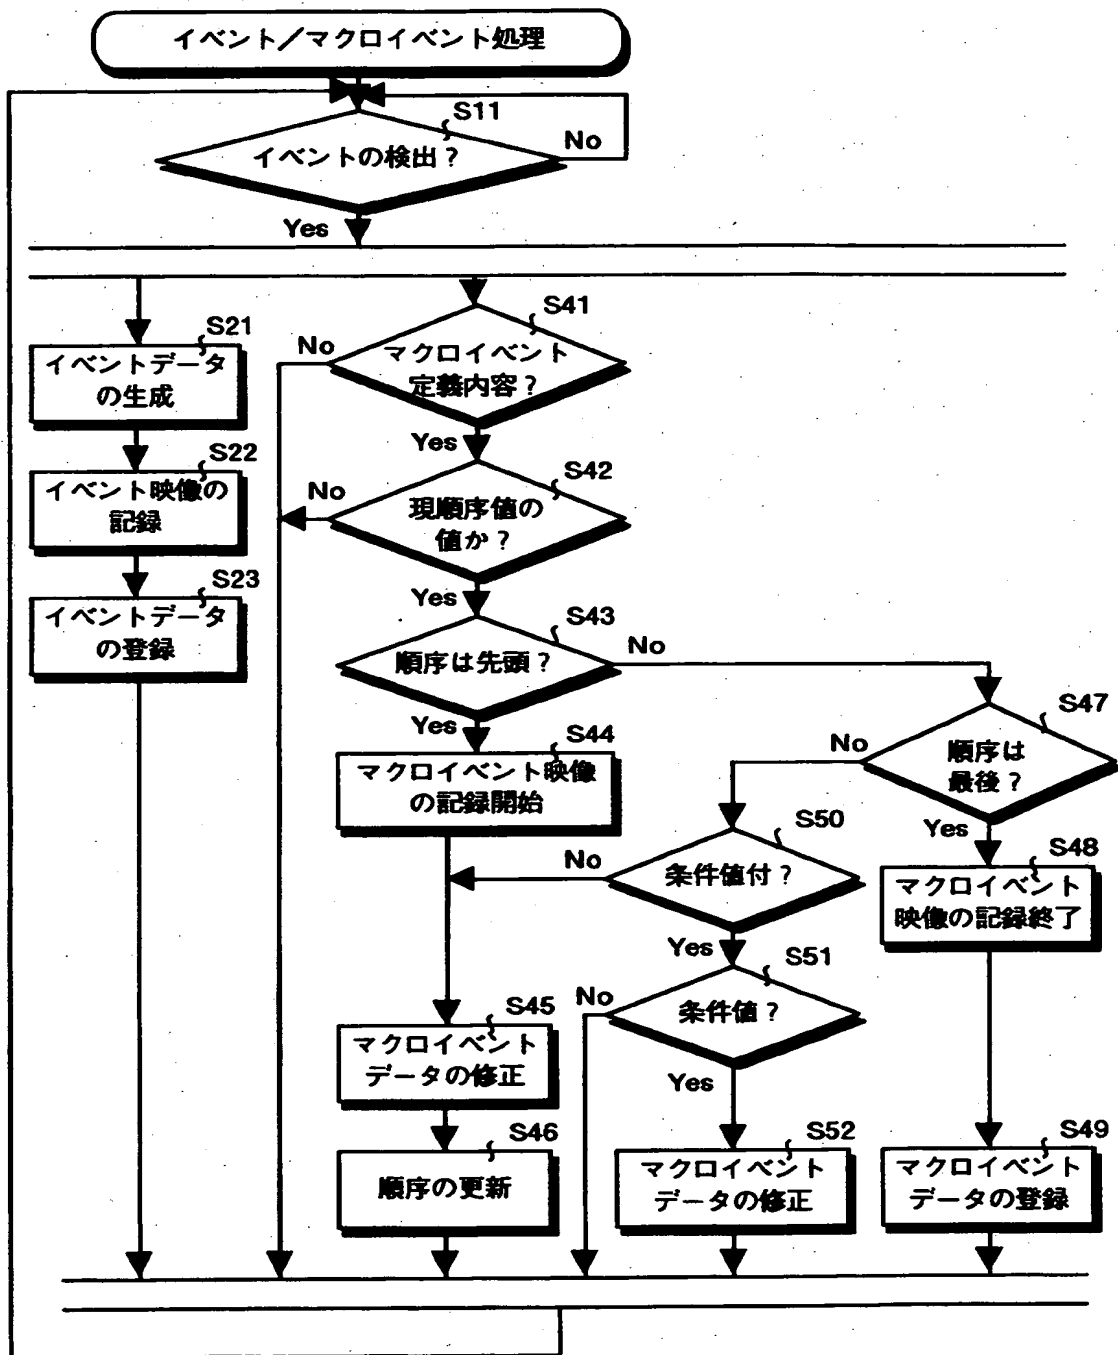 イベント／マクロイベント処理
S11
イベントの検出？
No
Yes
S21
イベントデータ
の生成
S22
イベント映像の
記録
S23
イベントデータ
の登録
S41
マクロイベント
定義内容？
No
Yes
S42
現順序値の
値か？
No
Yes
S43
順序は先頭？
No
Yes
S44
マクロイベント映像
の記録開始
S47
順序は
最後？
No
Yes
S48
マクロイベント
映像の記録終了
S50
条件値付？
No
Yes
S51
条件値？
No
Yes
S45
マクロイベント
データの修正
S46
順序の更新
S52
マクロイベント
データの修正
S49
マクロイベント
データの登録